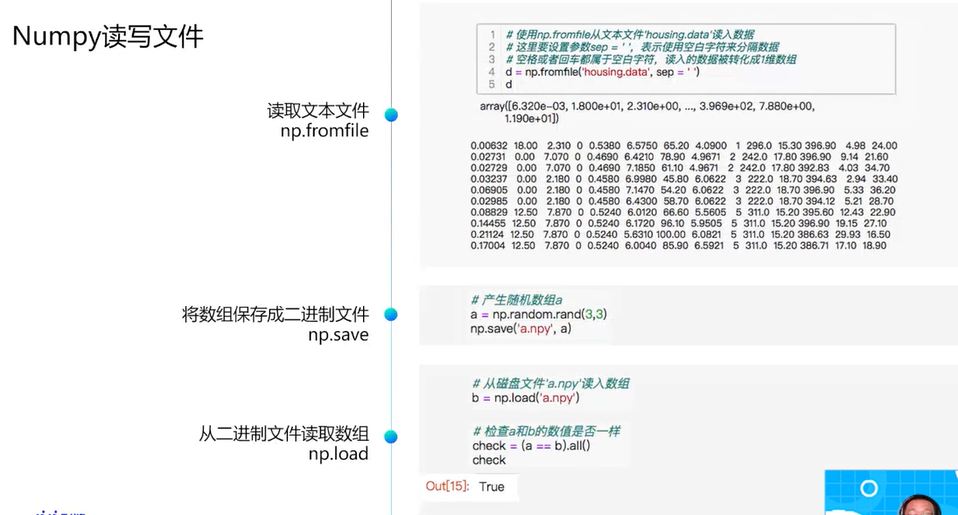 Numpy读写文件
读取文本文件
np.fromfile
1 # 使用np.fromfile从文本文件'housing.data'读入数据
2 # 这里要设置参数sep = ' '，表示使用空白字符来分隔数据
3 # 空格或者回车都属于空白字符，读入的数据被转化成1维数组
4 d = np.fromfile('housing.data', sep = ' ')
5 d
array([6.320e-03, 1.800e+01, 2.310e+00, ..., 3.969e+02, 7.880e+00,
1.190e+01])
0.00632 18.00 2.310 0 0.5380 6.5750 65.20 4.0900 1 296.0 15.30 396.90 4.98 24.00
0.02731 0.00 7.070 0 0.4690 6.4210 78.90 4.9671 2 242.0 17.80 396.90 9.14 21.60
0.02729 0.00 7.070 0 0.4690 7.1850 61.10 4.9671 2 242.0 17.80 392.83 4.03 34.70
0.03237 0.00 2.180 0 0.4580 6.9980 45.80 6.0622 3 222.0 18.70 394.63 2.94 33.40
0.06905 0.00 2.180 0 0.4580 7.1470 54.20 6.0622 3 222.0 18.70 396.90 5.33 36.20
0.02985 0.00 2.180 0 0.4580 6.4300 58.70 6.0622 3 222.0 18.70 394.12 5.21 28.70
0.08829 12.50 7.870 0 0.5240 6.0120 66.60 5.5605 5 311.0 15.20 395.60 12.43 22.90
0.14455 12.50 7.870 0 0.5240 6.1720 96.10 5.9505 5 311.0 15.20 396.90 19.15 27.10
0.21124 12.50 7.870 0 0.5240 5.6310 100.00 6.0821 5 311.0 15.20 386.63 29.93 16.50
0.17004 12.50 7.870 0 0.5240 6.0040 85.90 6.5921 5 311.0 15.20 386.71 17.10 18.90
将数组保存成二进制文件
np.save
# 产生随机数组a
a = np.random.rand(3,3)
np.save('a.npy', a)
从二进制文件读取数组
np.load
# 从磁盘文件'a.npy'读入数组
b = np.load('a.npy')
# 检查a和b的数值是否一样
check = (a == b).all()
check
Out[15]: True